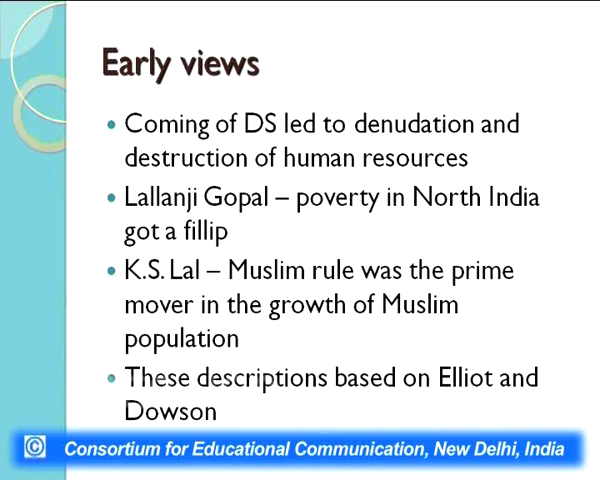 Early views
• Coming of DS led to denudation and
destruction of human resources
• Lallanji Gopal – poverty in North India
got a fillip
• K.S. Lal – Muslim rule was the prime
mover in the growth of Muslim
population
• These descriptions based on Elliot and
Dowson
© Consortium for Educational Communication, New Delhi, India